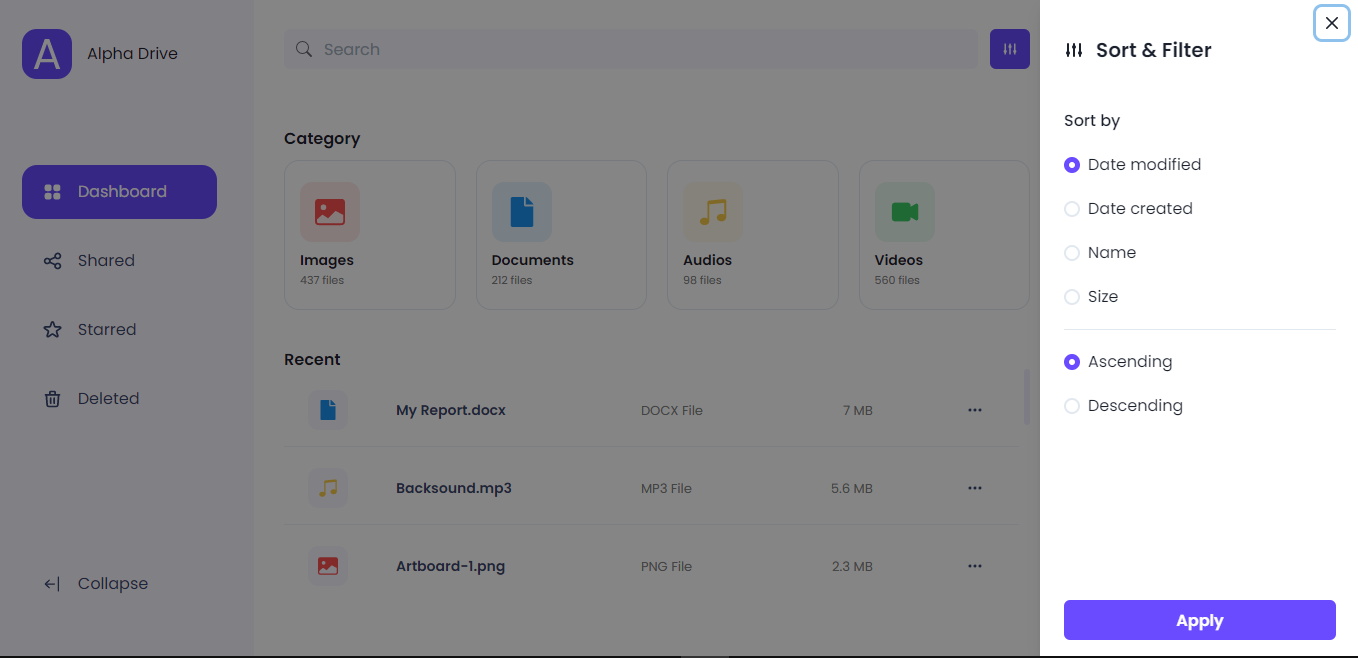 A
Alpha Drive
Dashboard
Shared
Starred
Deleted
Collapse
Search
Category
Images
437 files
Documents
212 files
Audios
98 files
Videos
560 files
Recent
My Report.docx DOCX File 7 MB
Backsound.mp3 MP3 File 5.6 MB
Artboard-1.png PNG File 2.3 MB
Sort & Filter
Sort by
Date modified
Date created
Name
Size
Ascending
Descending
Apply